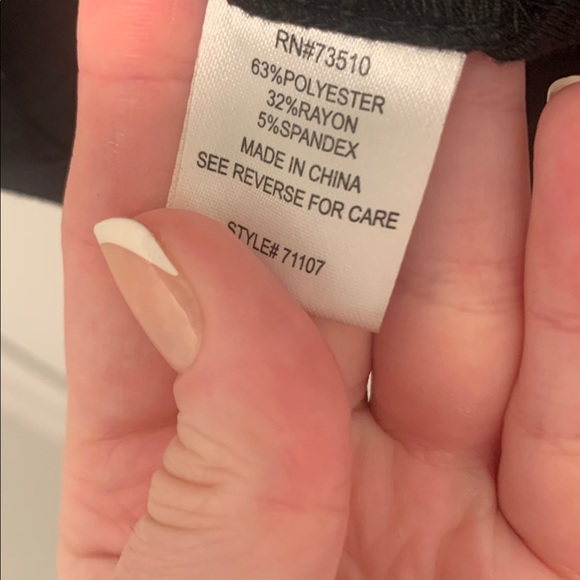 RN#73510
63%POLYESTER
32%RAYON
5%SPANDEX
MADE IN CHINA
SEE REVERSE FOR CARE
STYLE# 71107